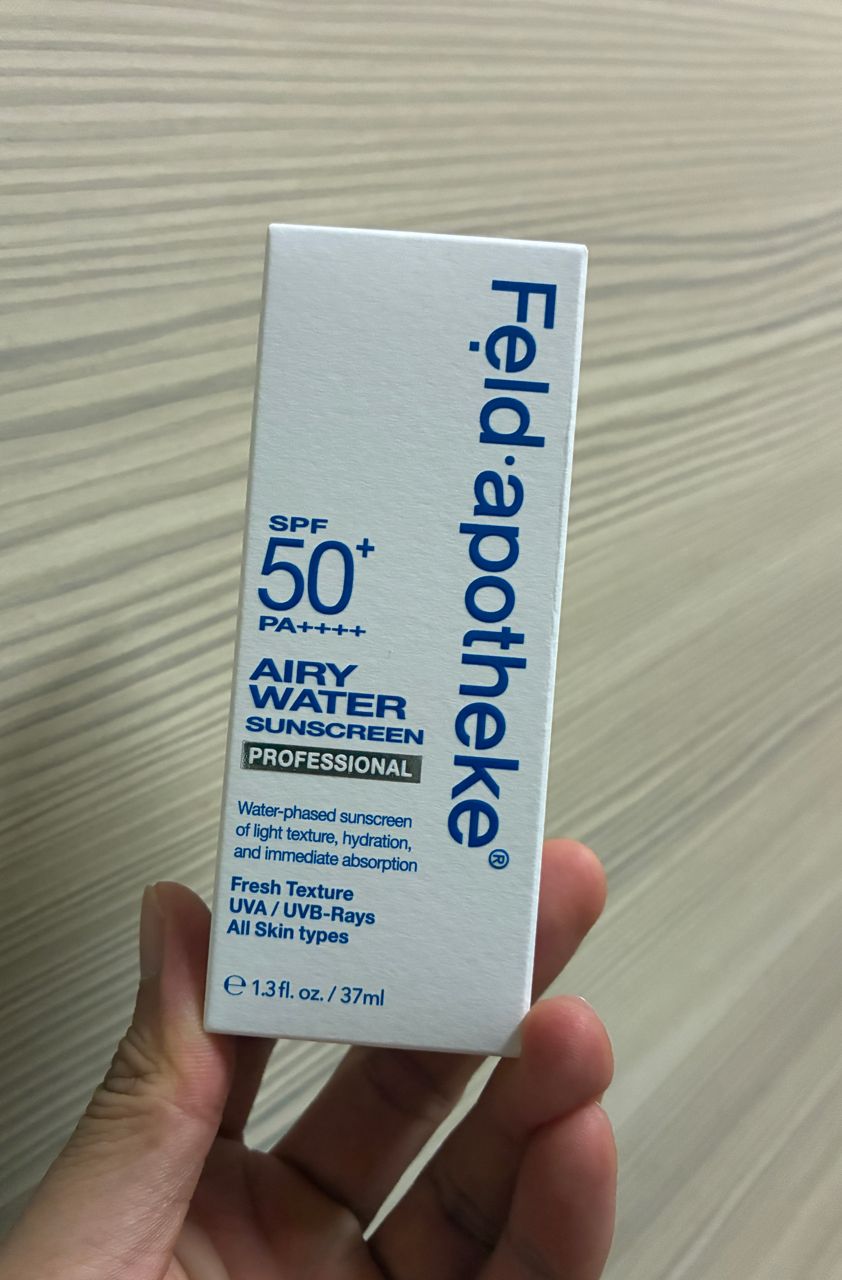 Fẹld·apotheke®
SPF
50+
PA++++
AIRY
WATER
SUNSCREEN
PROFESSIONAL
Water-phased sunscreen
of light texture, hydration,
and immediate absorption
Fresh Texture
UVA / UVB-Rays
All Skin types
℮ 1.3 fl. oz. / 37ml